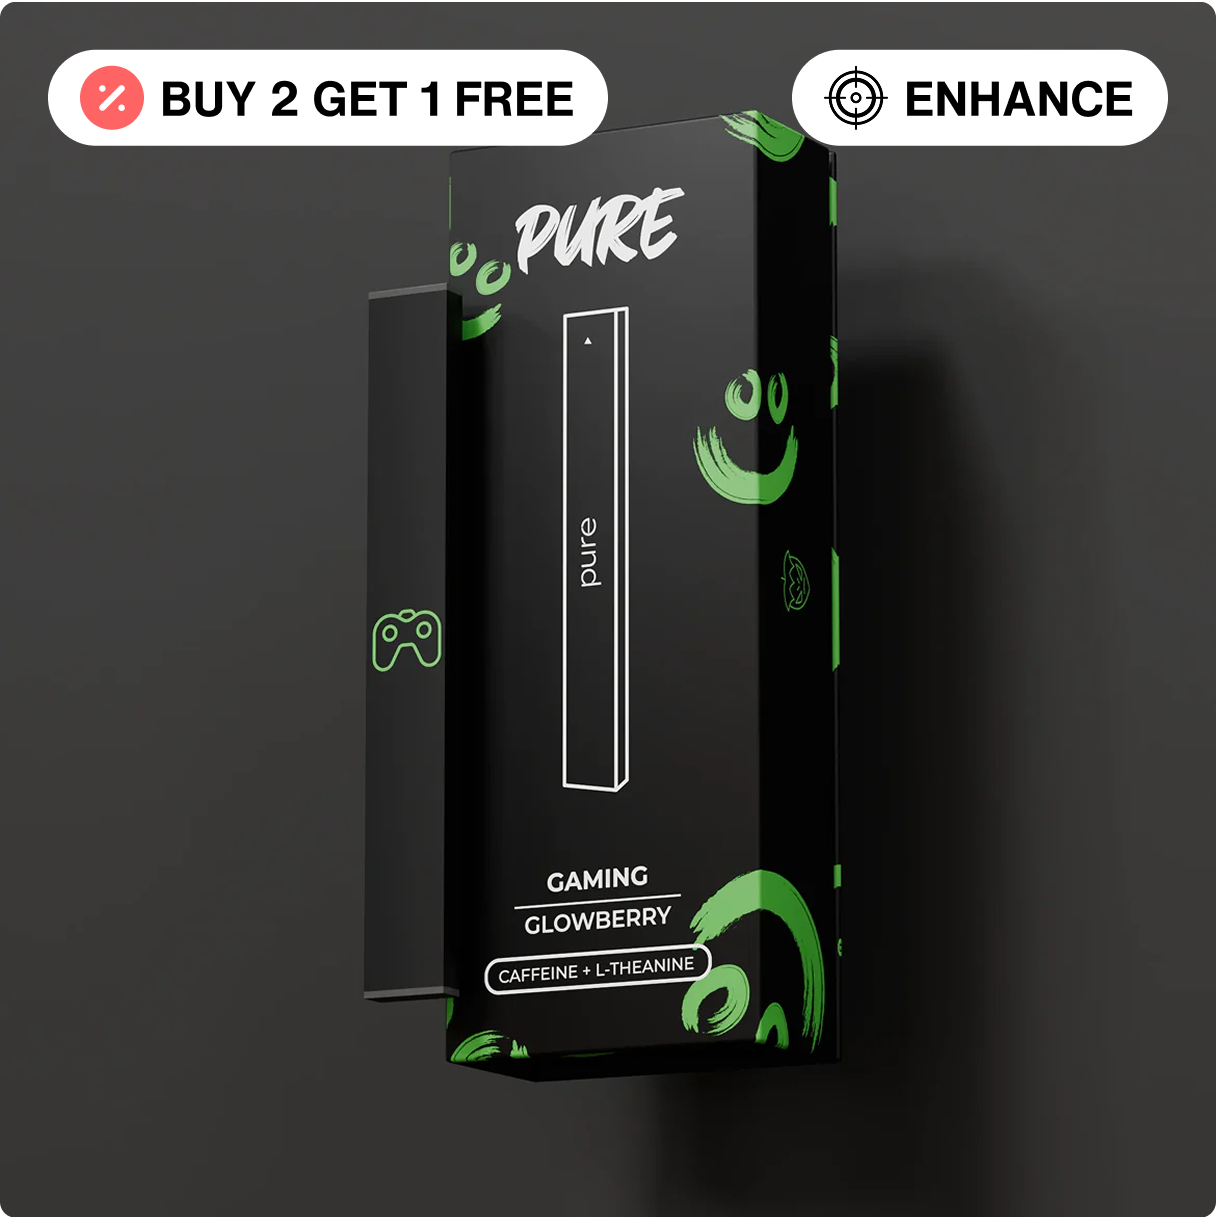 BUY 2 GET 1 FREE
ENHANCE
PURE
pure
GAMING
GLOWBERRY
CAFFEINE + L-THEANINE